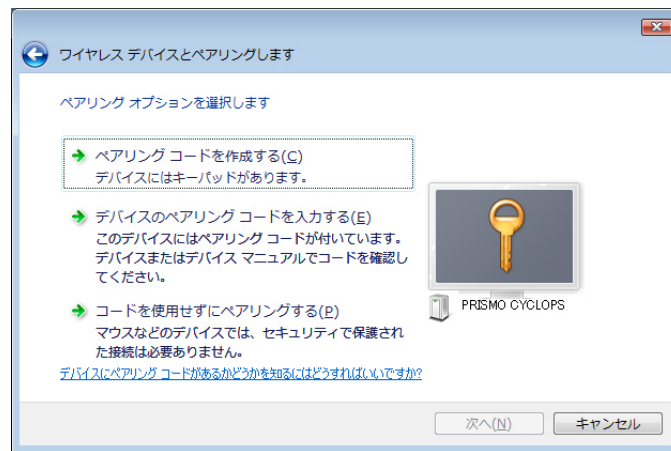 ワイヤレス デバイスとペアリングします
ペアリング オプションを選択します
ペアリング コードを作成する(C)
デバイスにはキーパッドがあります。
デバイスのペアリング コードを入力する(E)
このデバイスにはペアリング コードが付いています。
デバイスまたはデバイス マニュアルでコードを確認し
てください。
コードを使用せずにペアリングする(P)
マウスなどのデバイスでは、セキュリティで保護され
た接続は必要ありません。
PRISMO CYCLOPS
デバイスにペアリング コードがあるかどうかを知るにはどうすればいいですか?
次へ(N)
キャンセル